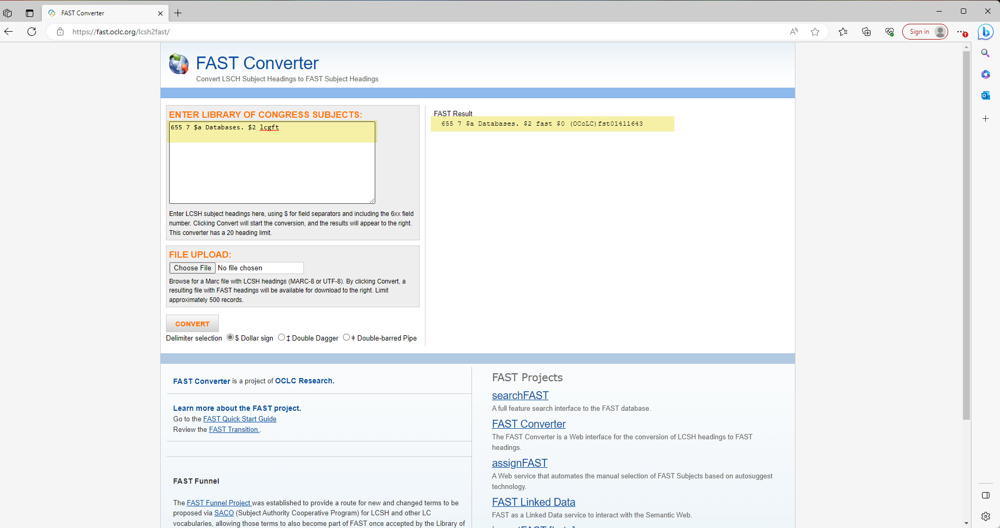 FAST Converter
https://fast.oclc.org/lcsh2fast/
Sign in
FAST Converter
Convert LSCH Subject Headings to FAST Subject Headings
ENTER LIBRARY OF CONGRESS SUBJECTS:
655 7 $a Databases. $2 lcgft
Enter LCSH subject headings here, using $ for field separators and including the 6xx field
number. Clicking Convert will start the conversion, and the results will appear to the right.
This converter has a 20 heading limit.
FILE UPLOAD:
Choose File No file chosen
Browse for a Marc file with LCSH headings (MARC-8 or UTF-8). By clicking Convert, a
resulting file with FAST headings will be available for download to the right. Limit
approximately 500 records.
CONVERT
Delimiter selection $ Dollar sign ‡ Double Dagger ǂ Double-barred Pipe
FAST Result
655 7 $a Databases. $2 fast $0 (OCoLC)fst01411643
FAST Converter is a project of OCLC Research.
Learn more about the FAST project.
Go to the FAST Quick Start Guide
Review the FAST Transition..
FAST Funnel
The FAST Funnel Project was established to provide a route for new and changed terms to be
proposed via SACO (Subject Authority Cooperative Program) for LCSH and other LC
vocabularies, allowing those terms to also become part of FAST once accepted by the Library of
FAST Projects
searchFAST
A full feature search interface to the FAST database.
FAST Converter
The FAST Converter is a Web interface for the conversion of LCSH headings to FAST
headings.
assignFAST
A Web service that automates the manual selection of FAST Subjects based on autosuggest
technology.
FAST Linked Data
FAST as a Linked Data service to interact with the Semantic Web.